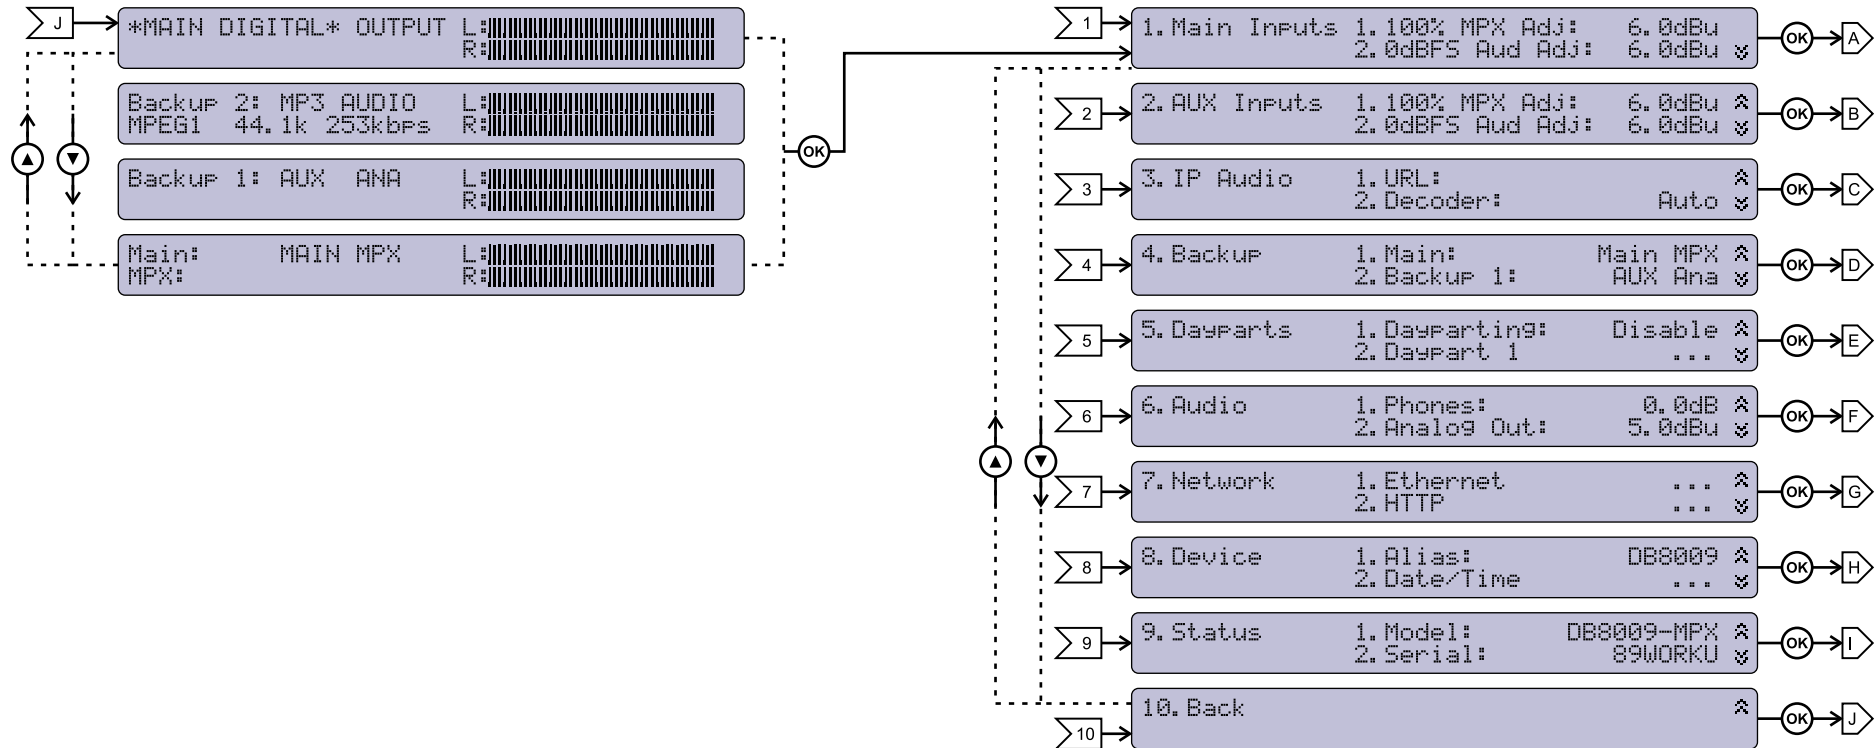 J
*MAIN DIGITAL* OUTPUT L:
R:
Backup 2: MP3 AUDIO L:
MPEG1 44.1k 253kbps R:
Backup 1: AUX ANA L:
R:
Main: MAIN MPX L:
MPX: R:
OK
1
1.Main Inputs 1.100% MPX Adj: 6.0dBu
2.0dBFS Aud Adj: 6.0dBu
OK
A
2
2.AUX Inputs 1.100% MPX Adj: 6.0dBu
2.0dBFS Aud Adj: 6.0dBu
OK
B
3
3.IP Audio 1.URL:
2.Decoder: Auto
OK
C
4
4.Backup 1.Main: Main MPX
2.Backup 1: AUX Ana
OK
D
5
5.Dayparts 1.Dayparting: Disable
2.Daypart 1 ...
OK
E
6
6.Audio 1.Phones: 0.0dB
2.Analog Out: 5.0dBu
OK
F
7
7.Network 1.Ethernet ...
2.HTTP ...
OK
G
8
8.Device 1.Alias: DB8009
2.Date/Time ...
OK
H
9
9.Status 1.Model: DB8009-MPX
2.Serial: 89WORKU
OK
I
10
10.Back
OK
J